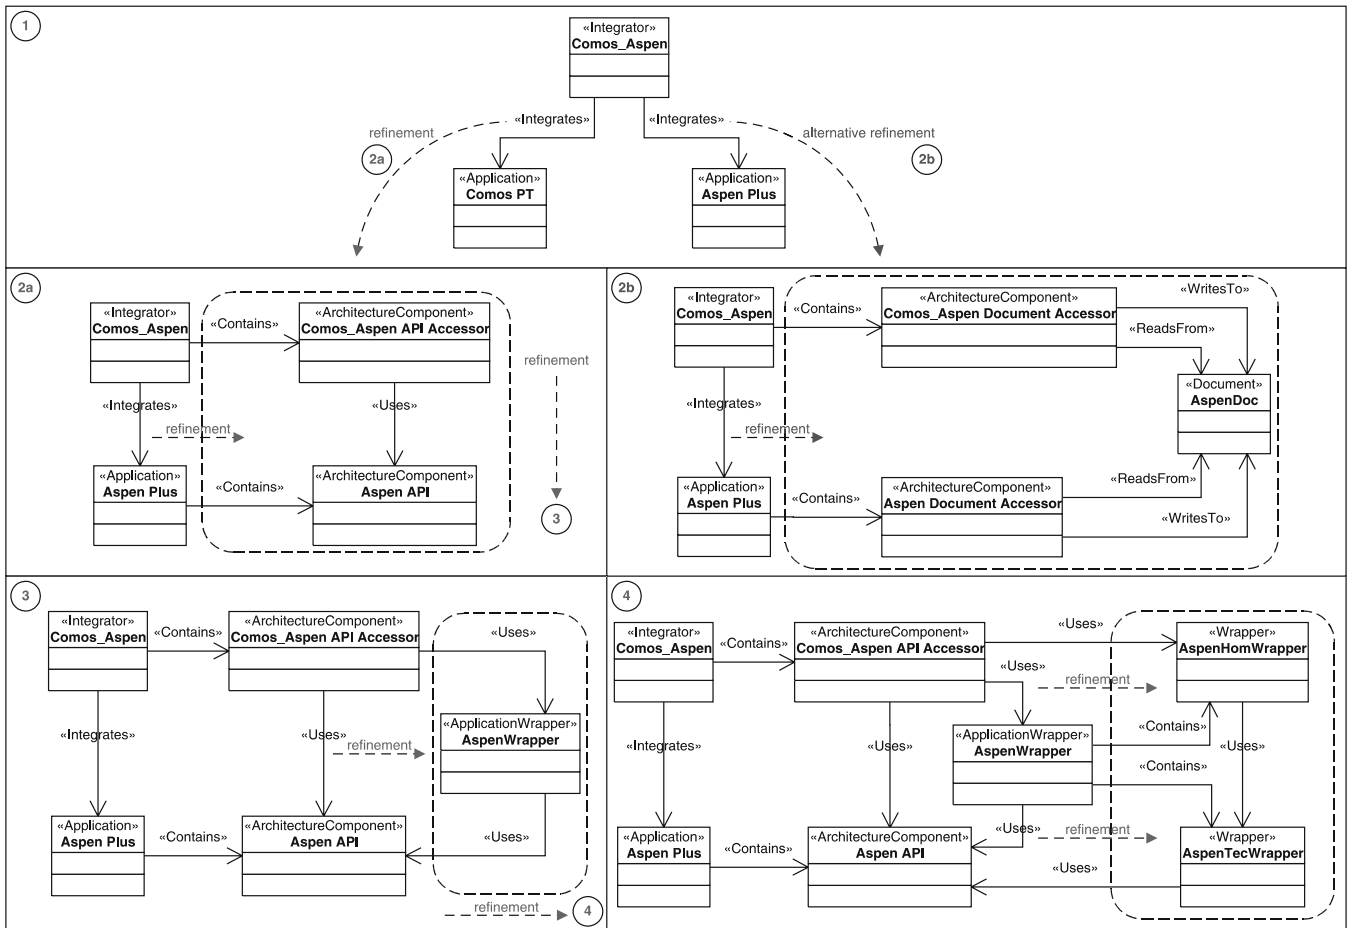 1
«Integrator»
Comos_Aspen
refinement
«Integrates»
«Integrates»
alternative refinement
2a
2b
«Application»
Comos PT
«Application»
Aspen Plus
2a
«Integrator»
Comos_Aspen
«Contains»
«ArchitectureComponent»
Comos_Aspen API Accessor
refinement
«Integrates»
«Uses»
refinement
«Application»
Aspen Plus
«Contains»
«ArchitectureComponent»
Aspen API
3
2b
«Integrator»
Comos_Aspen
«Contains»
«ArchitectureComponent»
Comos_Aspen Document Accessor
«WritesTo»
«ReadsFrom»
«Document»
AspenDoc
«Integrates»
refinement
«Application»
Aspen Plus
«Contains»
«ArchitectureComponent»
Aspen Document Accessor
«ReadsFrom»
«WritesTo»
3
«Integrator»
Comos_Aspen
«Contains»
«ArchitectureComponent»
Comos_Aspen API Accessor
«Uses»
«Integrates»
«Uses»
refinement
«ApplicationWrapper»
AspenWrapper
«Application»
Aspen Plus
«Contains»
«ArchitectureComponent»
Aspen API
«Uses»
refinement
4
4
«Integrator»
Comos_Aspen
«Contains»
«ArchitectureComponent»
Comos_Aspen API Accessor
«Uses»
«Uses»
refinement
«Wrapper»
AspenHomWrapper
«Integrates»
«Uses»
«ApplicationWrapper»
AspenWrapper
«Contains»
«Uses»
«Contains»
«Application»
Aspen Plus
«Contains»
«ArchitectureComponent»
Aspen API
«Uses»
refinement
«Wrapper»
AspenTecWrapper
«Uses»